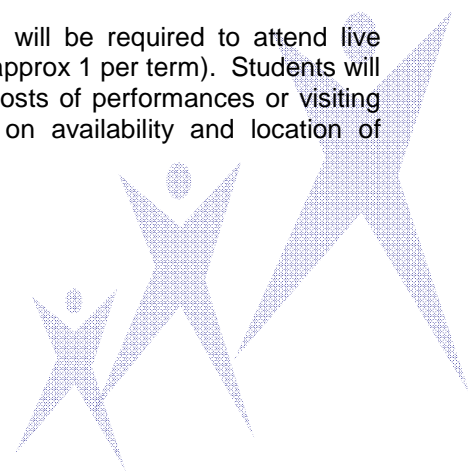 will be required to attend live
approx 1 per term). Students will
osts of performances or visiting
on availability and location of